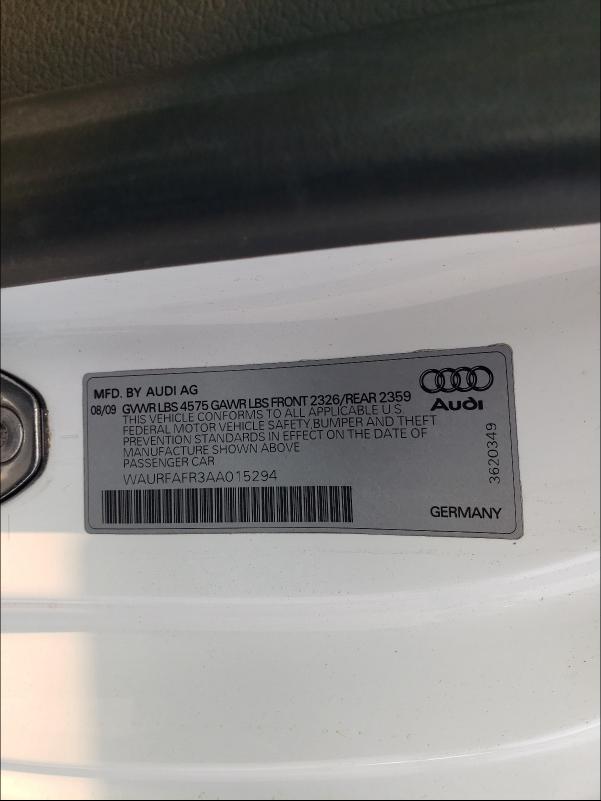 MFD. BY AUDI AG
08/09 GVWR LBS 4575 GAWR LBS FRONT 2326/REAR 2359
THIS VEHICLE CONFORMS TO ALL APPLICABLE U S
FEDERAL MOTOR VEHICLE SAFETY,BUMPER AND THEFT
PREVENTION STANDARDS IN EFFECT ON THE DATE OF
MANUFACTURE SHOWN ABOVE
PASSENGER CAR
WAURFAFR3AA015294
Audi
3620349
GERMANY